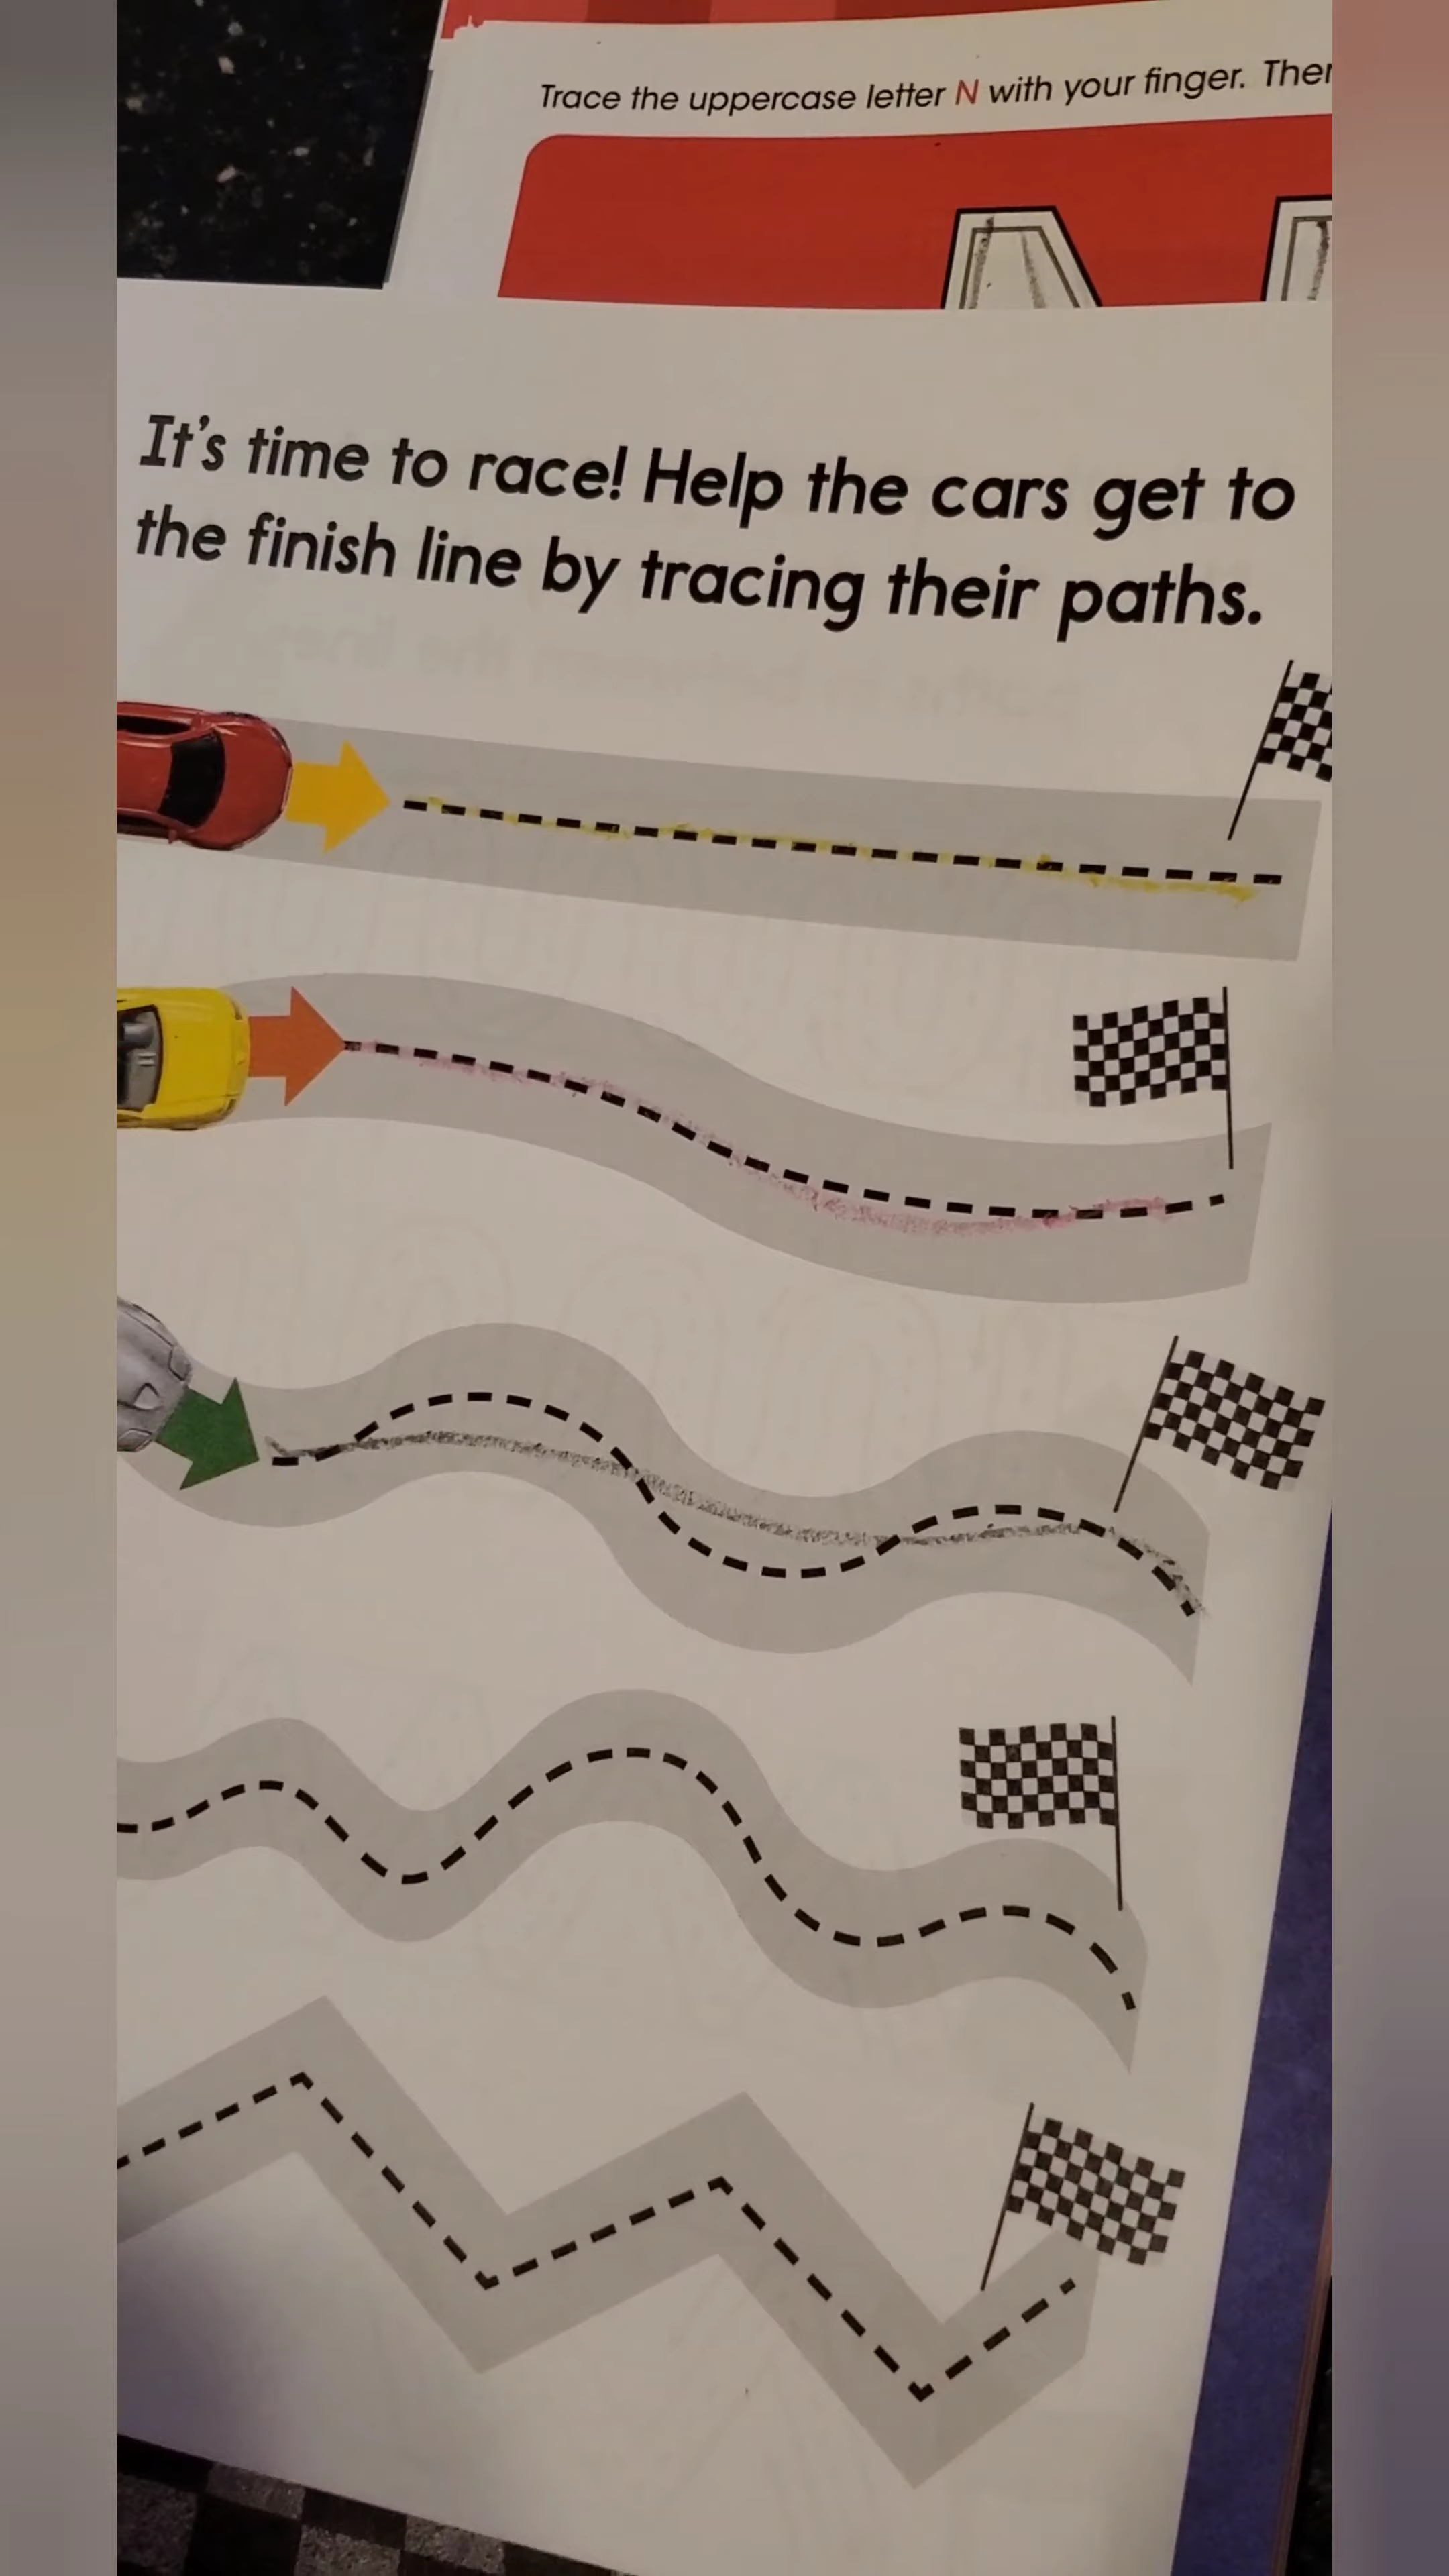 Trace the uppercase letter N with your finger.
It's time to race! Help the cars get to
the finish line by tracing their paths.